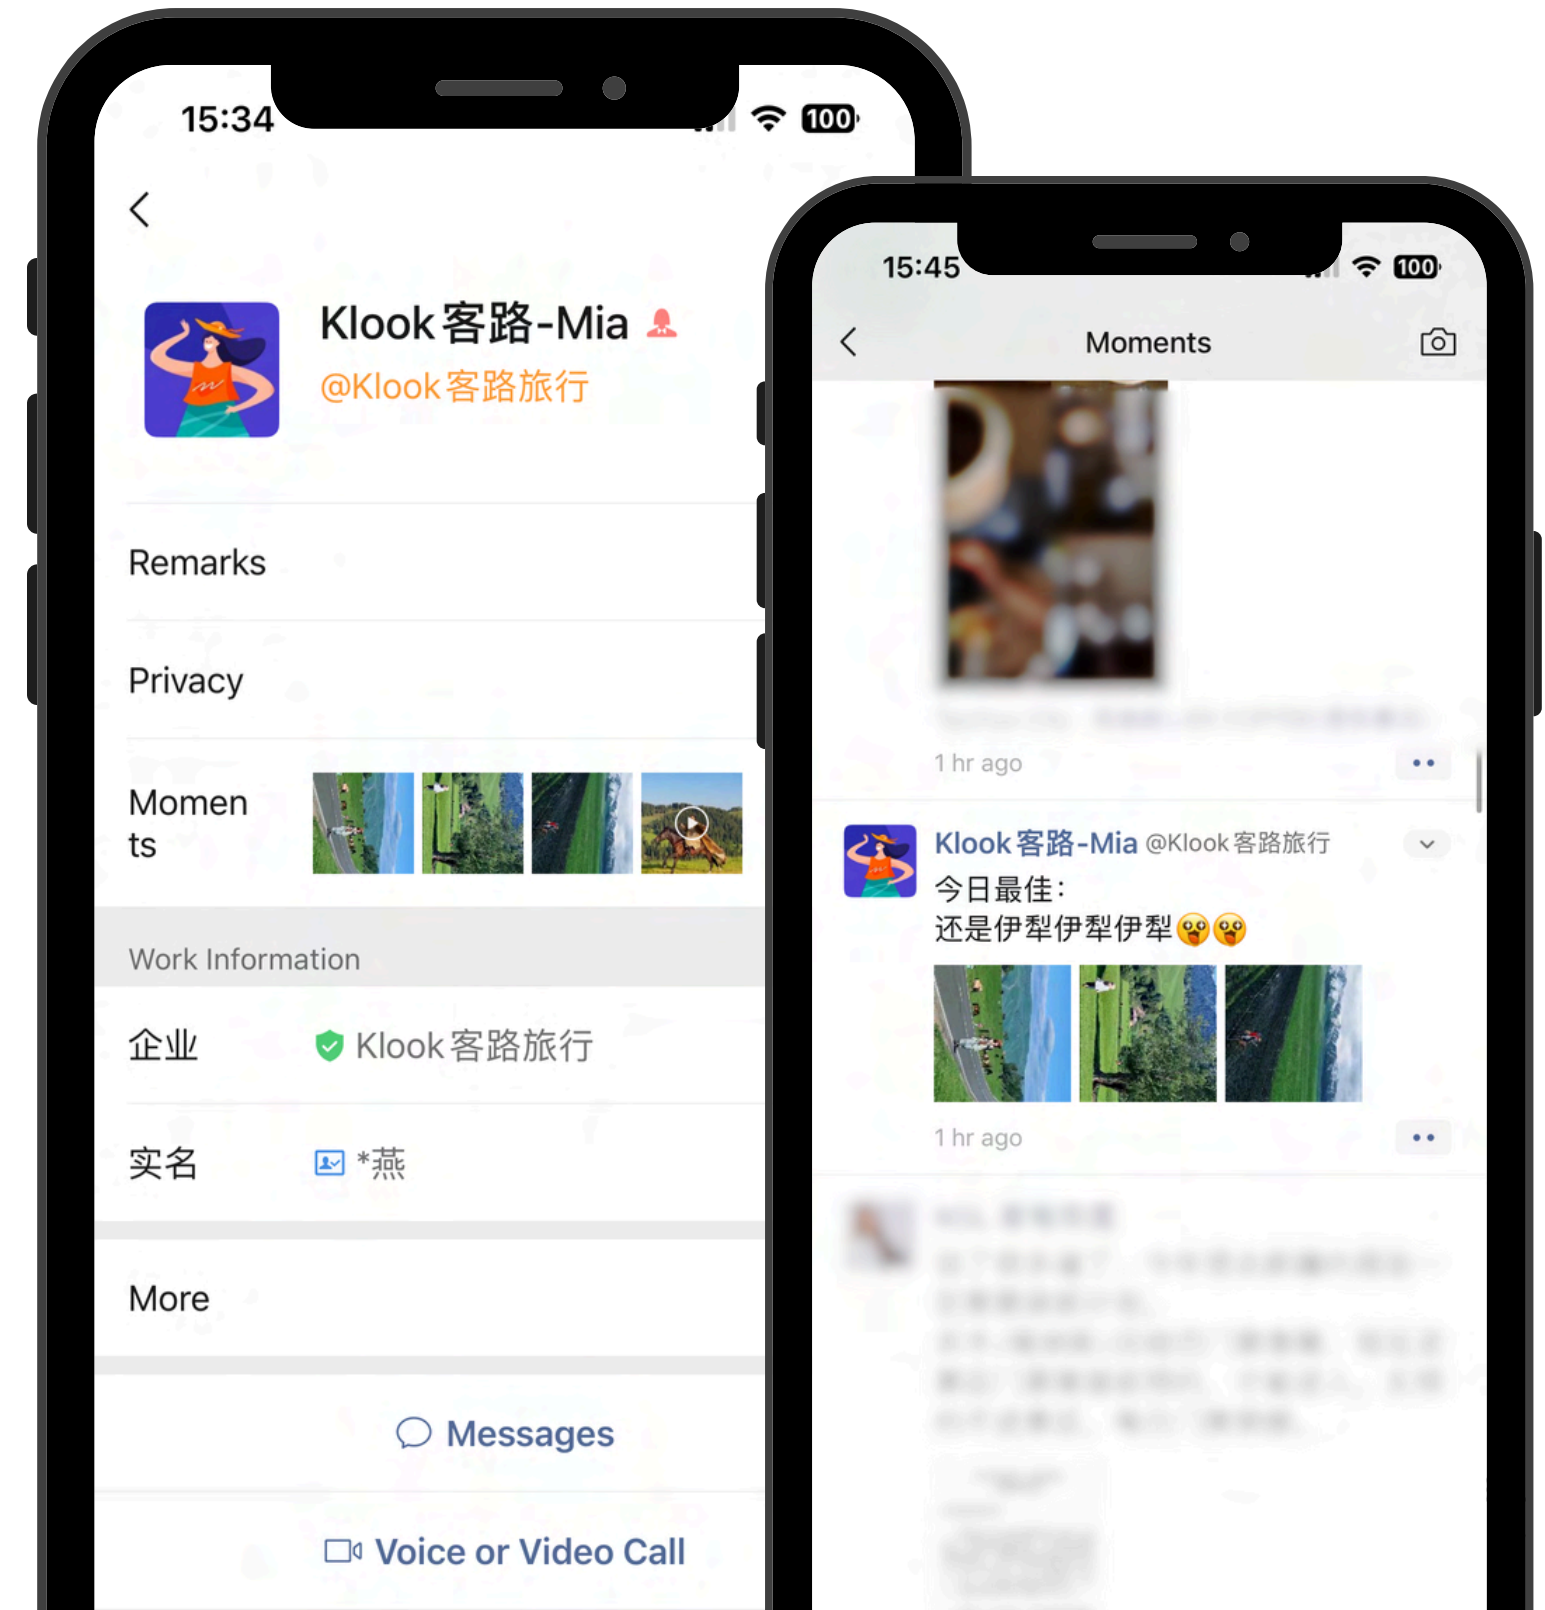 15:34
100
Klook客路-Mia
@Klook客路旅行
Remarks
Privacy
Momen
ts
Work Information
企业
Klook客路旅行
实名
*燕
More
Messages
Voice or Video Call
15:45
100
Moments
1 hr ago
Klook客路-Mia @Klook客路旅行
今日最佳：
还是伊犁伊犁伊犁😲😲
1 hr ago